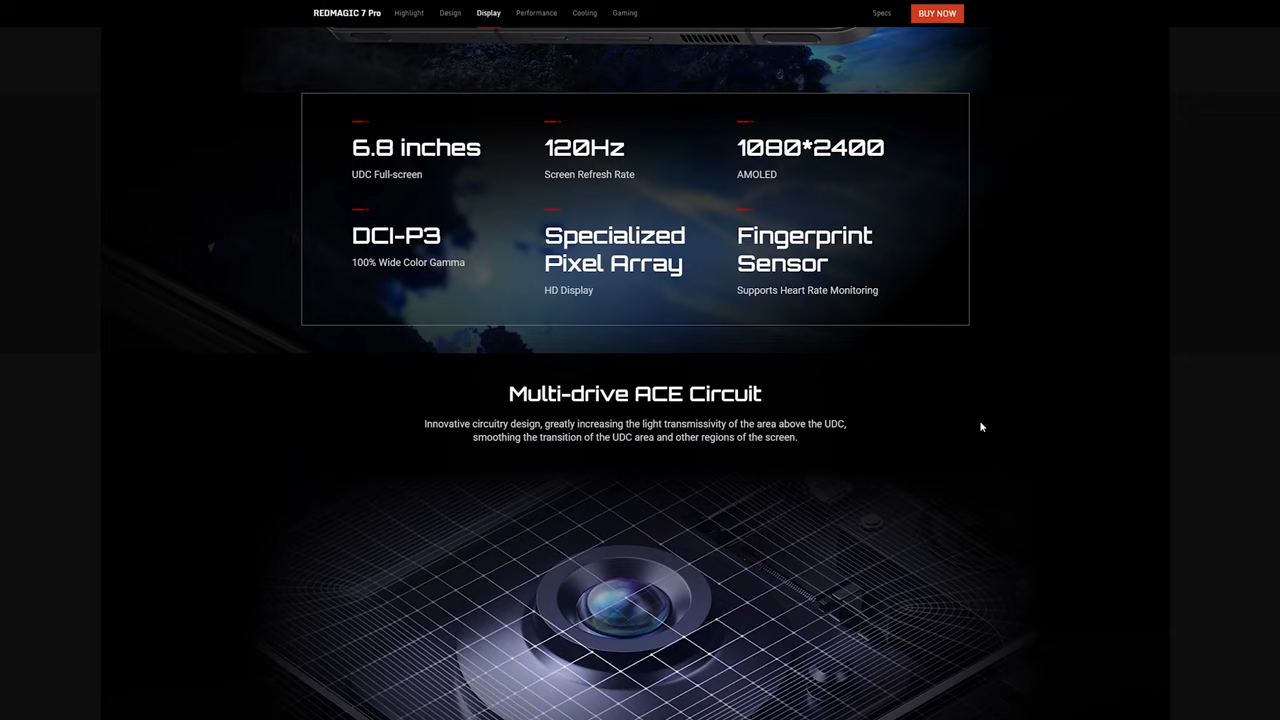 REDMAGIC 7 Pro Highlight Design Display Performance Cooling Gaming Specs BUY NOW
6.8 inches 120Hz 1080*2400
UDC Full-screen Screen Refresh Rate AMOLED
DCI-P3 Specialized Fingerprint
Pixel Array Sensor
100% Wide Color Gamma
HD Display Supports Heart Rate Monitoring
Multi-drive ACE Circuit
Innovative circuitry design, greatly increasing the light transmissivity of the area above the UDC,
smoothing the transition of the UDC area and other regions of the screen.